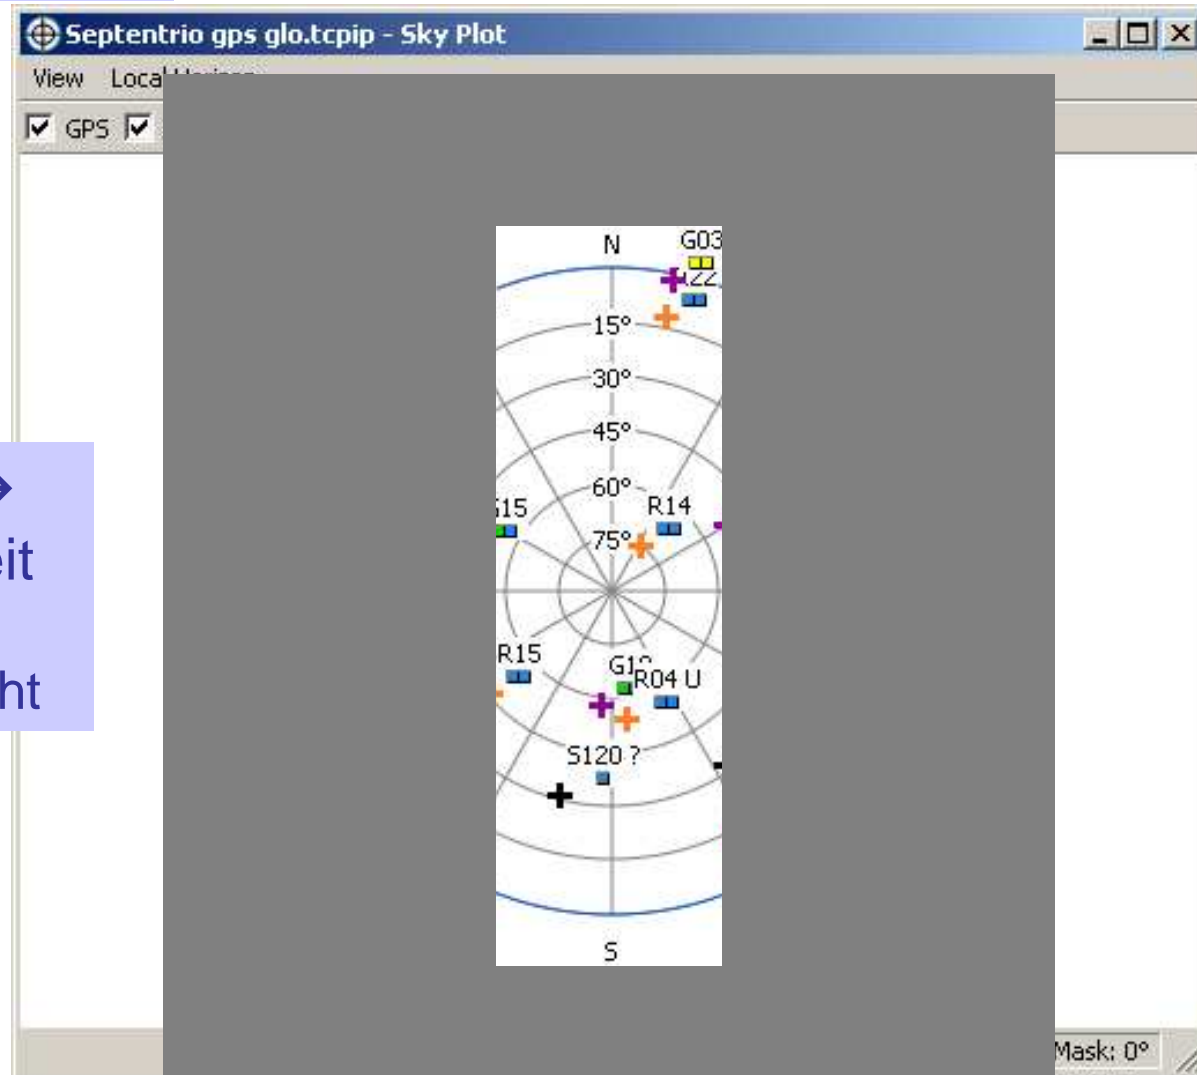 Septentrio gps glo.tcpip - Sky Plot
View Local
GPS
N
G03
15°
30°
45°
60°
R14
75°
R15
R04 U
S120 ?
S
Mask: 0°